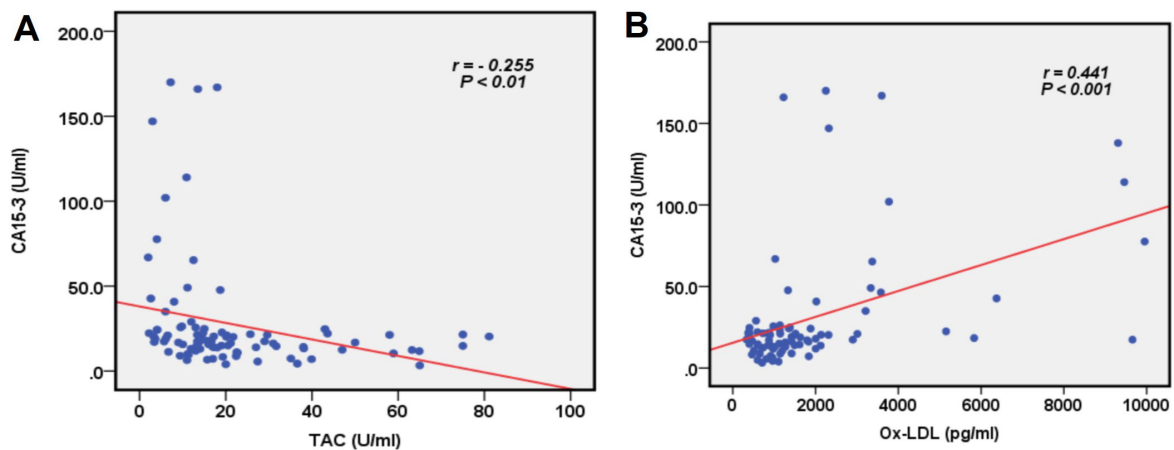 A
CA15-3 (U/ml)
200.0
150.0
100.0
50.0
.0
r = - 0.255
P < 0.01
0 20 40 60 80 100
TAC (U/ml)
B
CA15-3 (U/ml)
200.0
150.0
100.0
50.0
.0
r = 0.441
P < 0.001
0 2000 4000 6000 8000 10000
Ox-LDL (pg/ml)